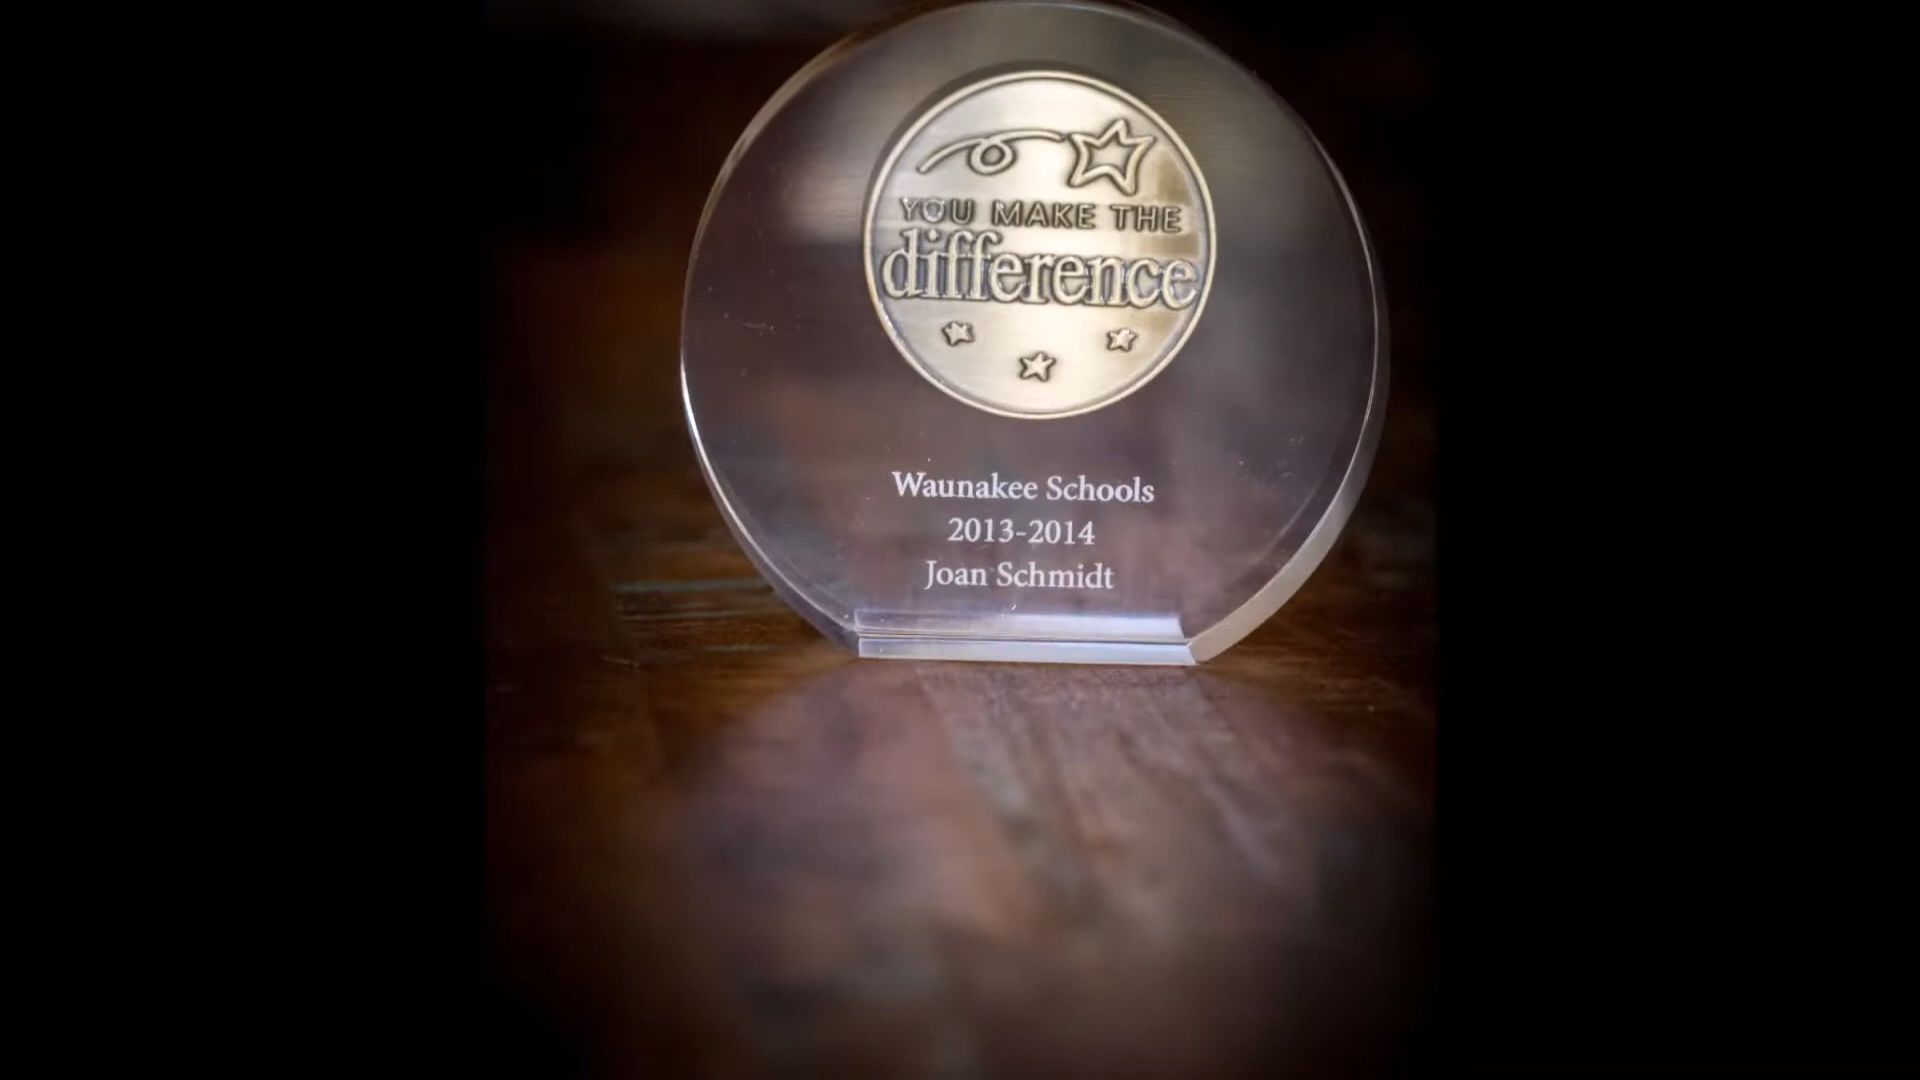 YOU MAKE THE
difference
Waunakee Schools
2013-2014
Joan Schmidt